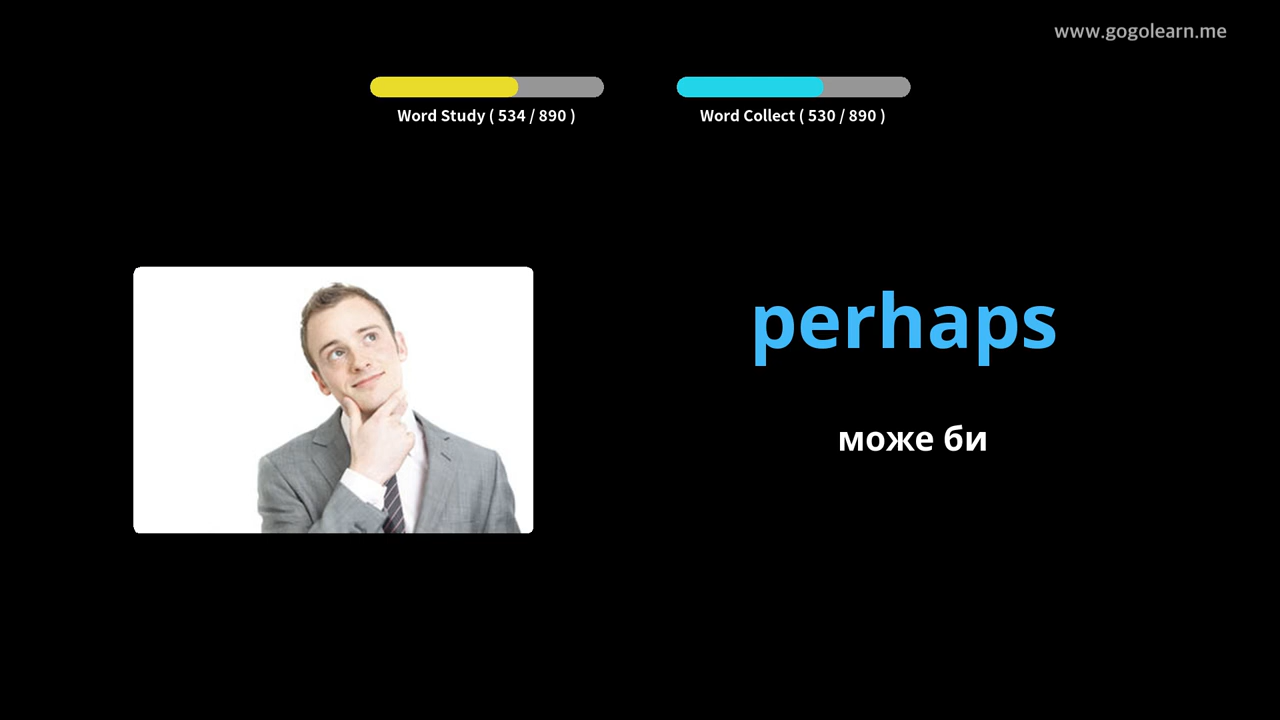 www.gogolearn.me
Word Study ( 534 / 890 )
Word Collect ( 530 / 890 )
perhaps
може би